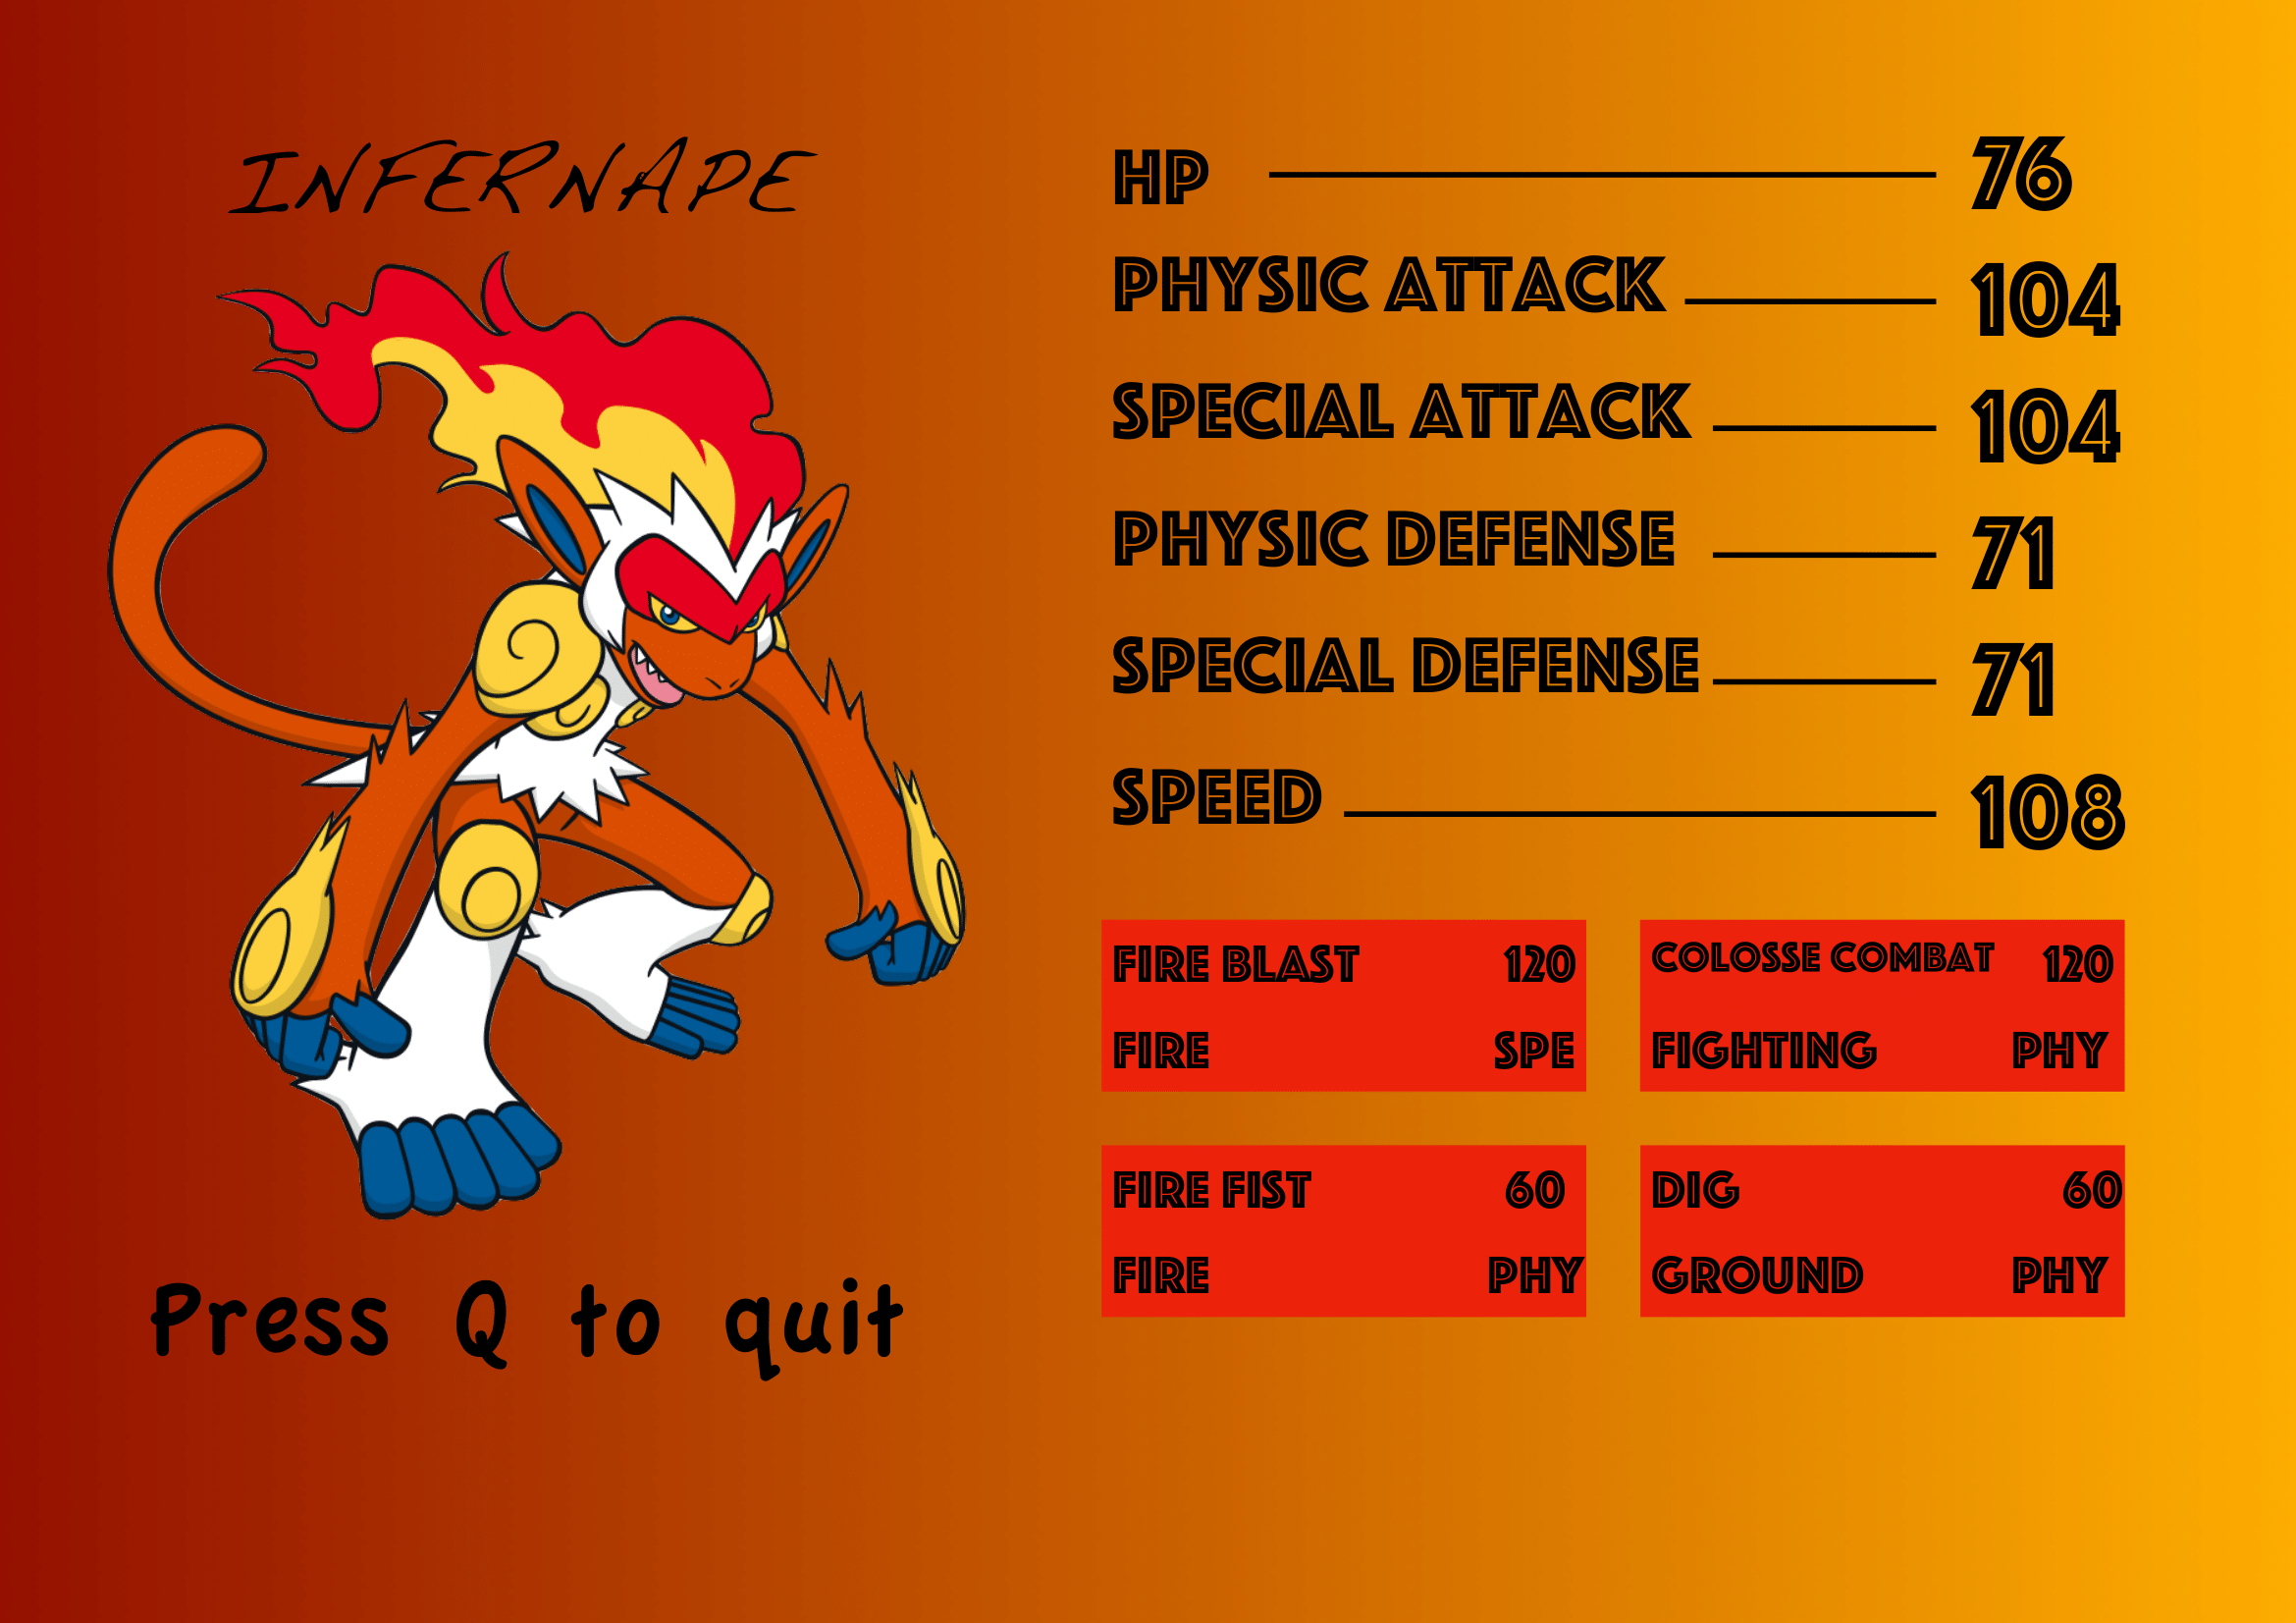 INFERNAPE
HP 76
PHYSIC ATTACK 104
SPECIAL ATTACK 104
PHYSIC DEFENSE 71
SPECIAL DEFENSE 71
SPEED 108
FIRE BLAST 120
FIRE SPE
COLOSSE COMBAT 120
FIGHTING PHY
FIRE FIST 60
FIRE PHY
DIG 60
GROUND PHY
Press Q to quit